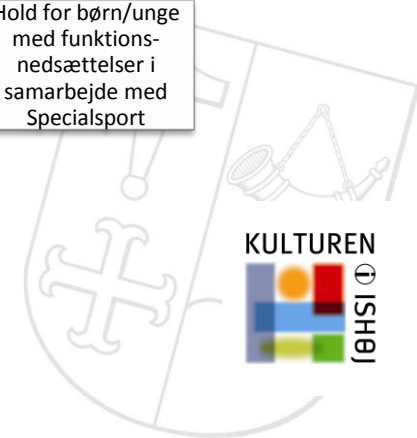 Hold for børn/unge
med funktions-
nedsættelser i
samarbejde med
Specialsport
KULTUREN
i ISHØJ